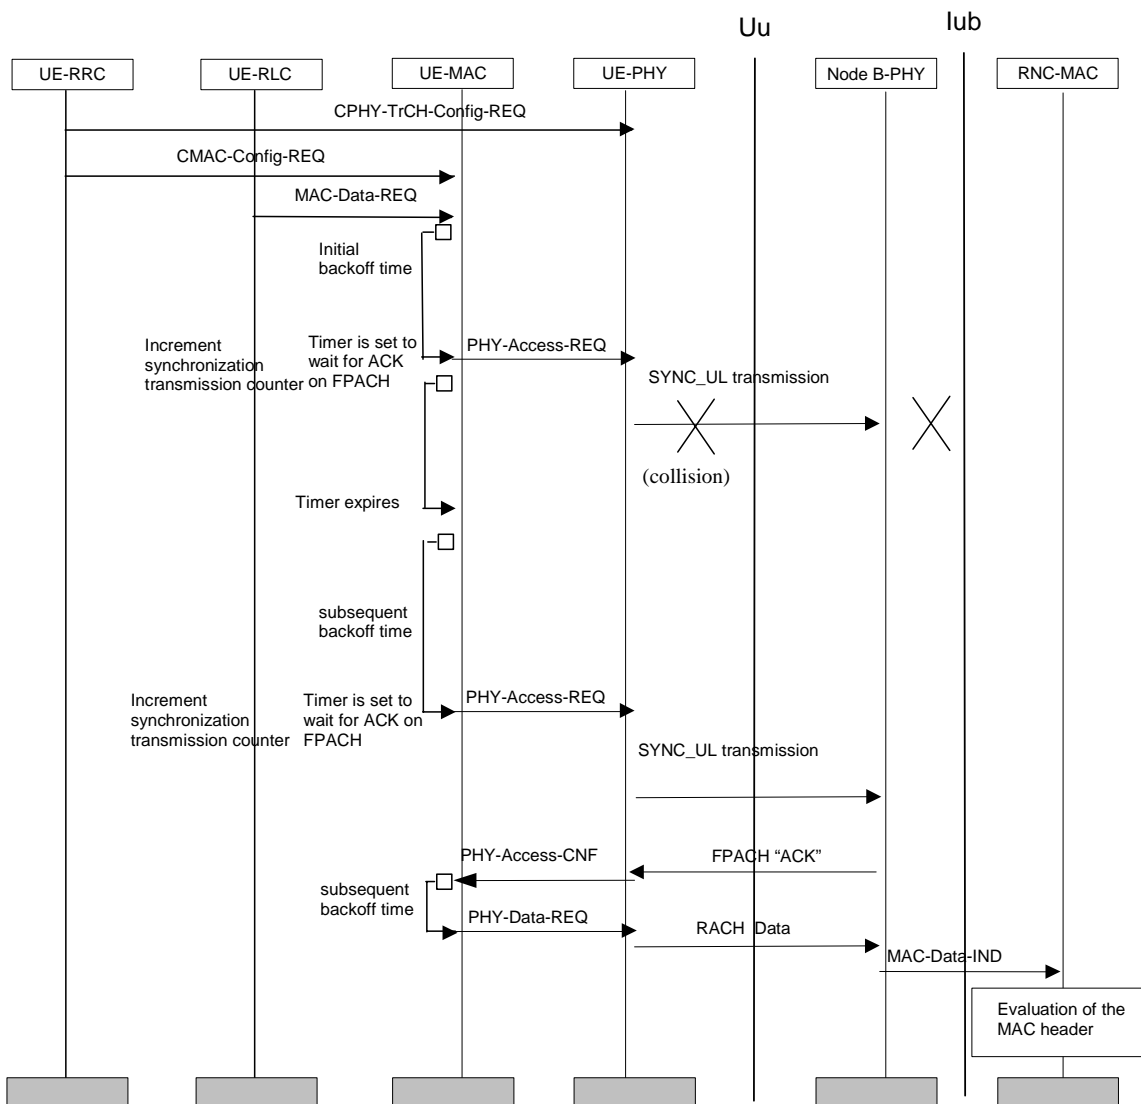 Uu
Iub
UE-RRC
UE-RLC
UE-MAC
UE-PHY
Node B-PHY
RNC-MAC
CPHY-TrCH-Config-REQ
CMAC-Config-REQ
MAC-Data-REQ
Initial
backoff time
Increment
synchronization
transmission counter
Timer is set to
wait for ACK
on FPACH
PHY-Access-REQ
SYNC_UL transmission
(collision)
Timer expires
subsequent
backoff time
Increment
synchronization
transmission counter
Timer is set to
wait for ACK on
FPACH
PHY-Access-REQ
SYNC_UL transmission
PHY-Access-CNF
FPACH “ACK”
subsequent
backoff time
PHY-Data-REQ
RACH Data
MAC-Data-IND
Evaluation of the
MAC header